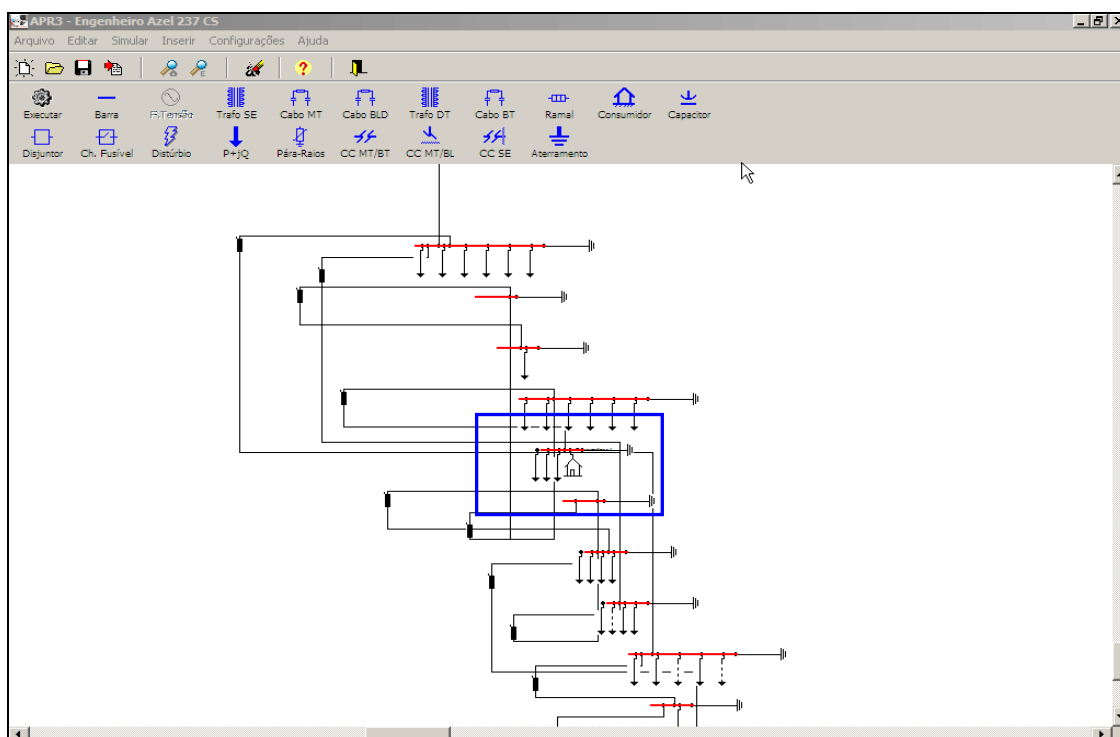 APR3 - Engenheiro Azel 237 CS
Arquivo Editar Simular Inserir Configurações Ajuda
Executar Barra F.Tensão Trafo SE Cabo MT Cabo BLD Trafo DT Cabo BT Ramal Consumidor Capacitor
Disjuntor Ch. Fusível Distúrbio P+jQ Pára-Raios CC MT/BT CC MT/BL CC SE Aterramento